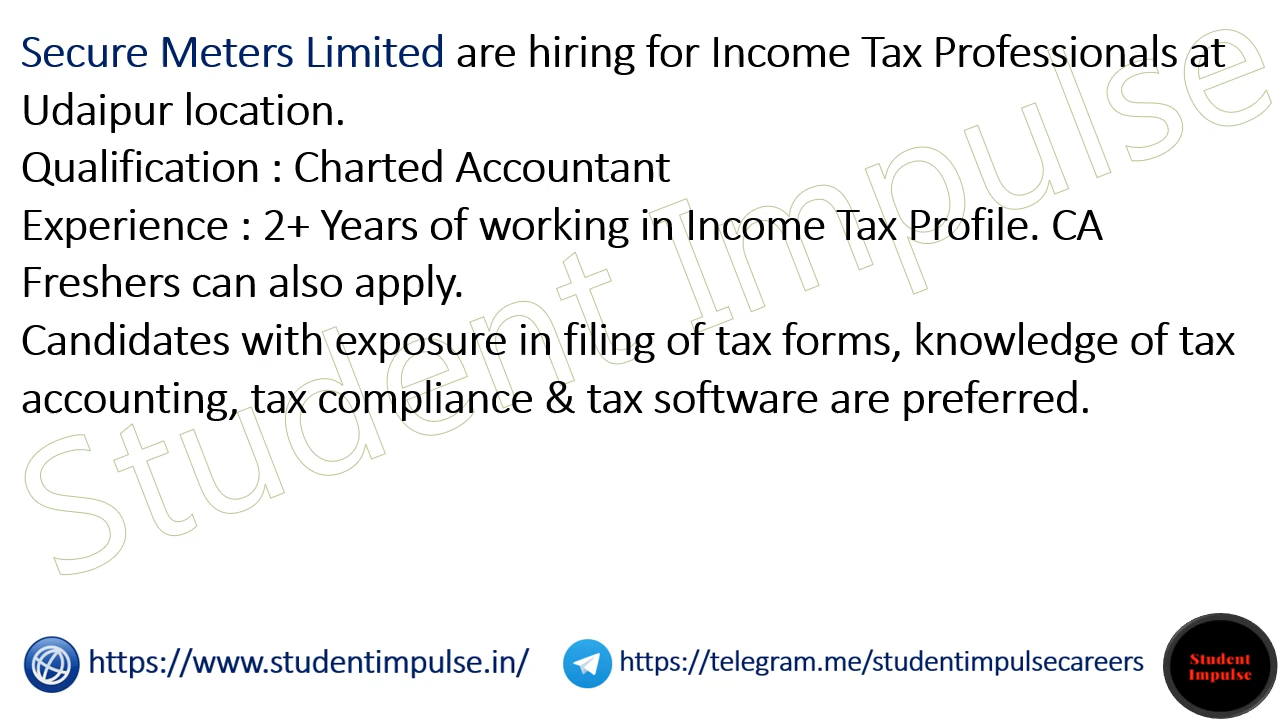 Secure Meters Limited are hiring for Income Tax Professionals at
Udaipur location.
Qualification : Charted Accountant
Experience : 2+ Years of working in Income Tax Profile. CA
Freshers can also apply.
Candidates with exposure in filing of tax forms, knowledge of tax
accounting, tax compliance & tax software are preferred.
Student Impulse
https://www.studentimpulse.in/
https://telegram.me/studentimpulsecareers
Student
Impulse